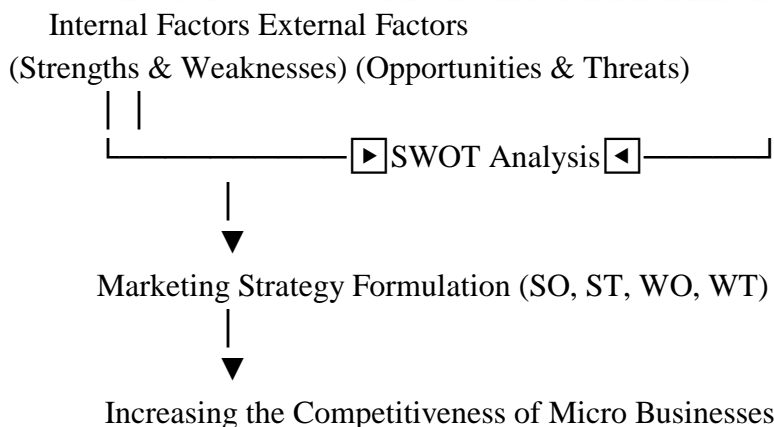 Internal Factors External Factors
(Strengths & Weaknesses) (Opportunities & Threats)
SWOT Analysis
Marketing Strategy Formulation (SO, ST, WO, WT)
Increasing the Competitiveness of Micro Businesses